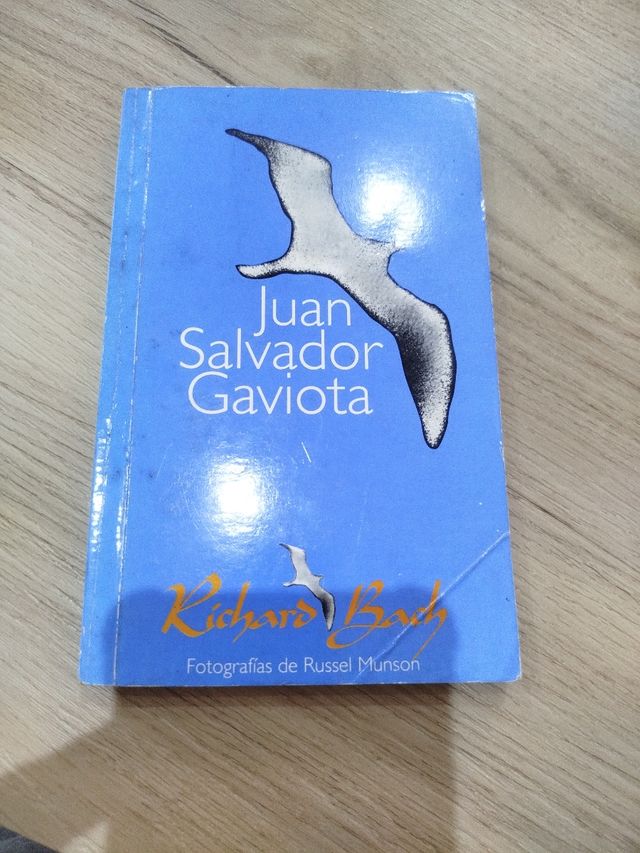 Juan
Salvador
Gaviota
Richard Bach
Fotografías de Russel Munson